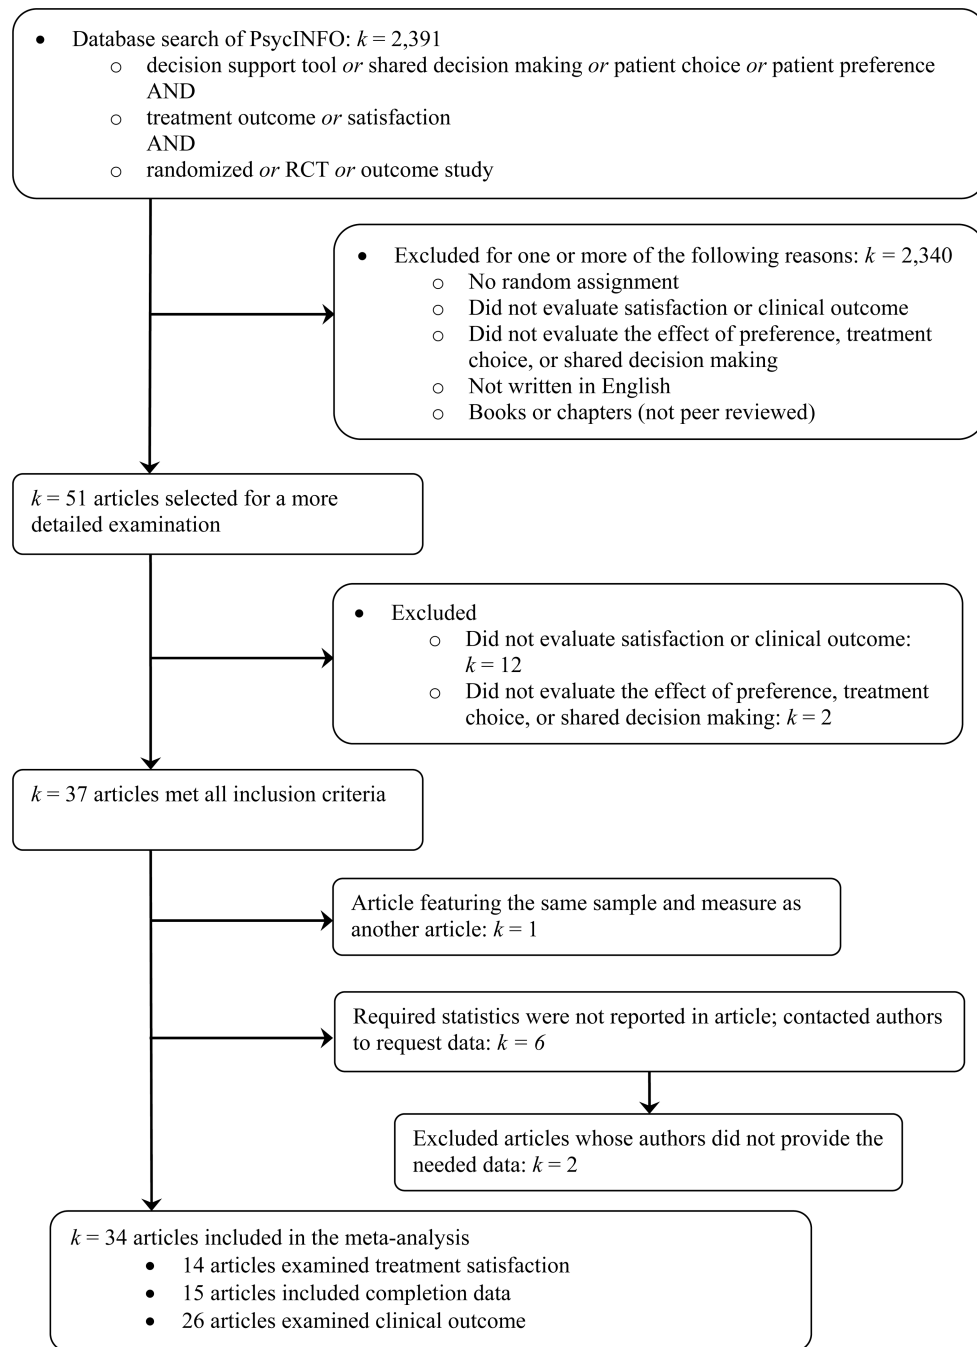 • Database search of PsycINFO: k = 2,391
o decision support tool or shared decision making or patient choice or patient preference
AND
o treatment outcome or satisfaction
AND
o randomized or RCT or outcome study
• Excluded for one or more of the following reasons: k = 2,340
o No random assignment
o Did not evaluate satisfaction or clinical outcome
o Did not evaluate the effect of preference, treatment
choice, or shared decision making
o Not written in English
o Books or chapters (not peer reviewed)
k = 51 articles selected for a more
detailed examination
• Excluded
o Did not evaluate satisfaction or clinical outcome:
k = 12
o Did not evaluate the effect of preference, treatment
choice, or shared decision making: k = 2
k = 37 articles met all inclusion criteria
Article featuring the same sample and measure as
another article: k = 1
Required statistics were not reported in article; contacted authors
to request data: k = 6
Excluded articles whose authors did not provide the
needed data: k = 2
k = 34 articles included in the meta-analysis
• 14 articles examined treatment satisfaction
• 15 articles included completion data
• 26 articles examined clinical outcome